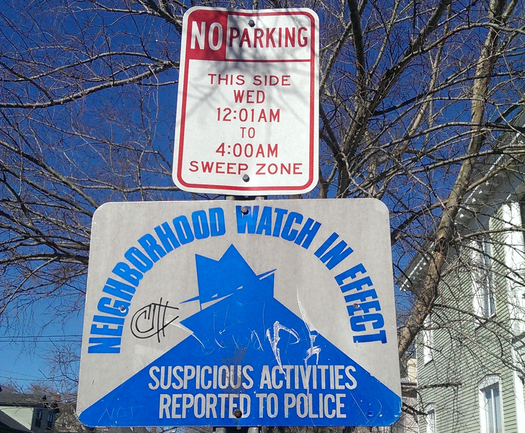 NO PARKING
THIS SIDE
WED
12:01AM
TO
4:00AM
SWEEP ZONE
NEIGHBORHOOD WATCH IN EFFECT
SUSPICIOUS ACTIVITIES
REPORTED TO POLICE